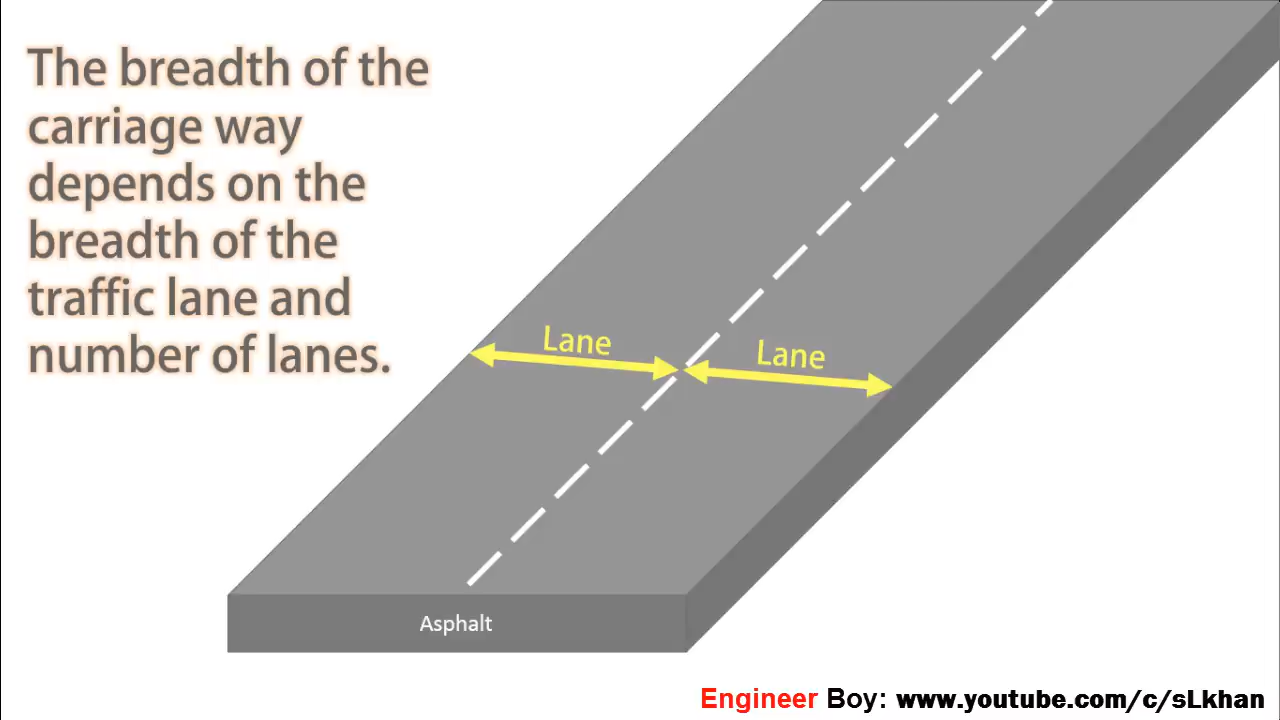 The breadth of the
carriage way
depends on the
breadth of the
traffic lane and
number of lanes.
Lane
Lane
Asphalt
Engineer Boy: www.youtube.com/c/sLkhan